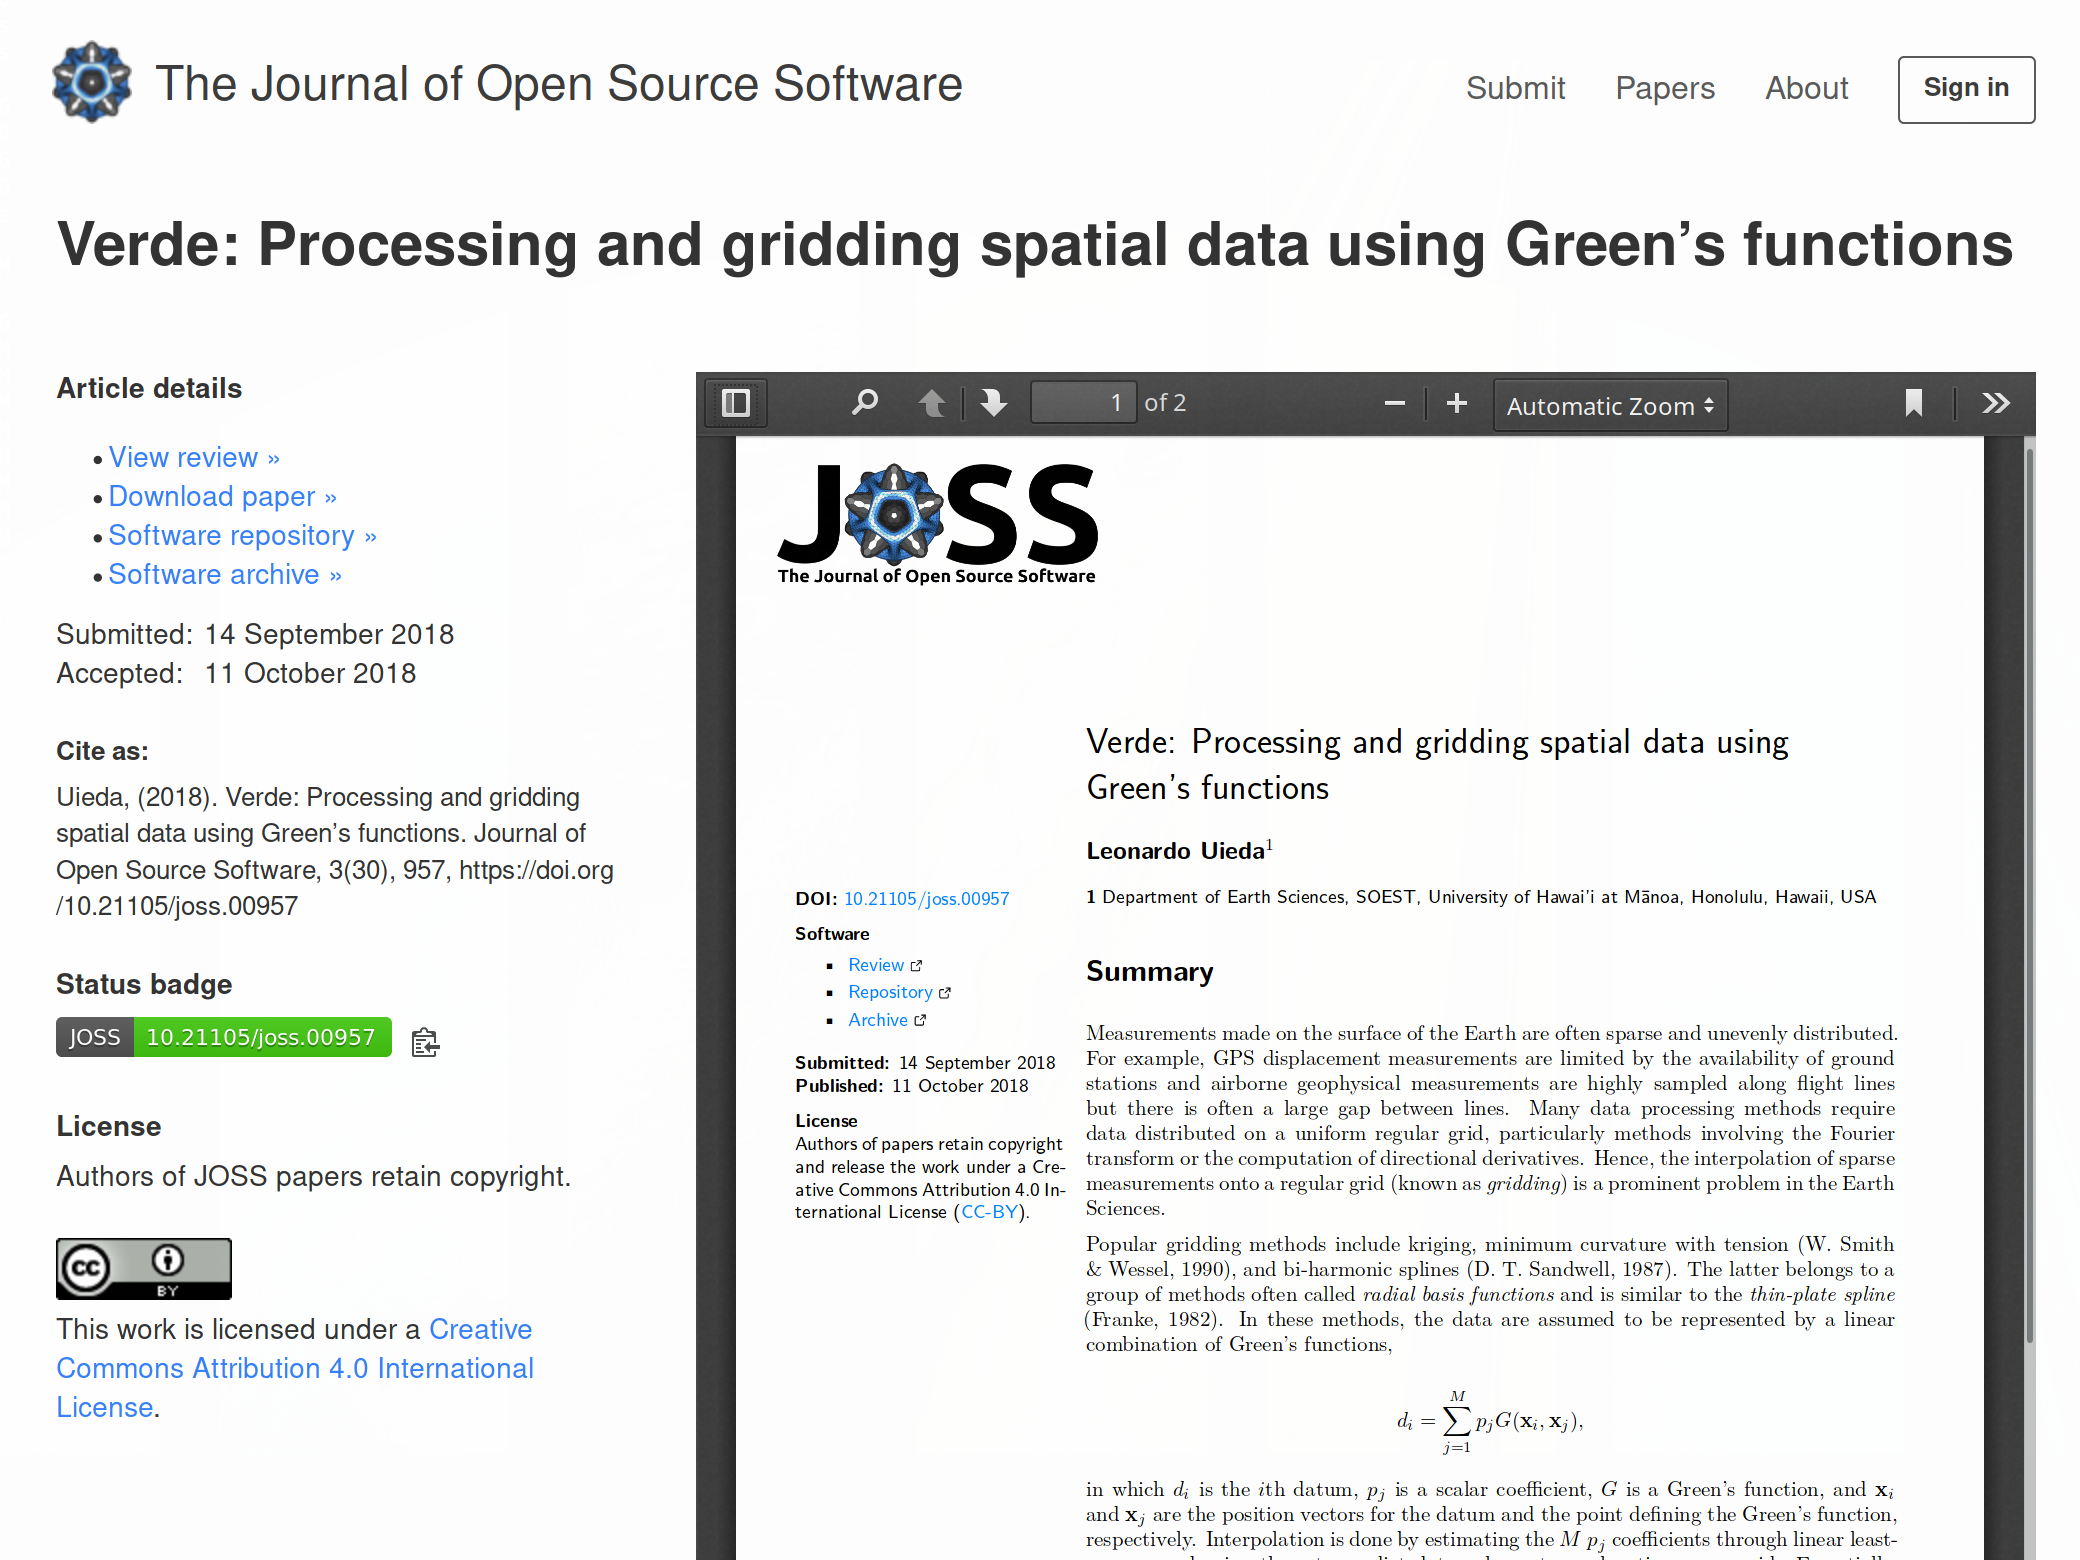 The Journal of Open Source Software
Submit
Papers
About
Sign in
Verde: Processing and gridding spatial data using Green’s functions
Article details
• View review »
• Download paper »
• Software repository »
• Software archive »
Submitted: 14 September 2018
Accepted: 11 October 2018
Cite as:
Uieda, (2018). Verde: Processing and gridding
spatial data using Green’s functions. Journal of
Open Source Software, 3(30), 957, https://doi.org
/10.21105/joss.00957
Status badge
JOSS 10.21105/joss.00957
License
Authors of JOSS papers retain copyright.
cc
BY
This work is licensed under a Creative
Commons Attribution 4.0 International
License.
1 of 2
Automatic Zoom
JOSS
The Journal of Open Source Software
Verde: Processing and gridding spatial data using
Green’s functions
Leonardo Uieda¹
1 Department of Earth Sciences, SOEST, University of Hawai’i at Mānoa, Honolulu, Hawaii, USA
DOI: 10.21105/joss.00957
Software
▪ Review
▪ Repository
▪ Archive
Submitted: 14 September 2018
Published: 11 October 2018
License
Authors of papers retain copyright
and release the work under a Cre-
ative Commons Attribution 4.0 In-
ternational License (CC-BY).
Summary
Measurements made on the surface of the Earth are often sparse and unevenly distributed.
For example, GPS displacement measurements are limited by the availability of ground
stations and airborne geophysical measurements are highly sampled along flight lines
but there is often a large gap between lines. Many data processing methods require
data distributed on a uniform regular grid, particularly methods involving the Fourier
transform or the computation of directional derivatives. Hence, the interpolation of sparse
measurements onto a regular grid (known as gridding) is a prominent problem in the Earth
Sciences.
Popular gridding methods include kriging, minimum curvature with tension (W. Smith
& Wessel, 1990), and bi-harmonic splines (D. T. Sandwell, 1987). The latter belongs to a
group of methods often called radial basis functions and is similar to the thin-plate spline
(Franke, 1982). In these methods, the data are assumed to be represented by a linear
combination of Green’s functions,
d_i = ∑_{j=1}^{M} p_j G(x_i, x_j),
in which d_i is the ith datum, p_j is a scalar coefficient, G is a Green’s function, and x_i
and x_j are the position vectors for the datum and the point defining the Green’s function,
respectively. Interpolation is done by estimating the M p_j coefficients through linear least-